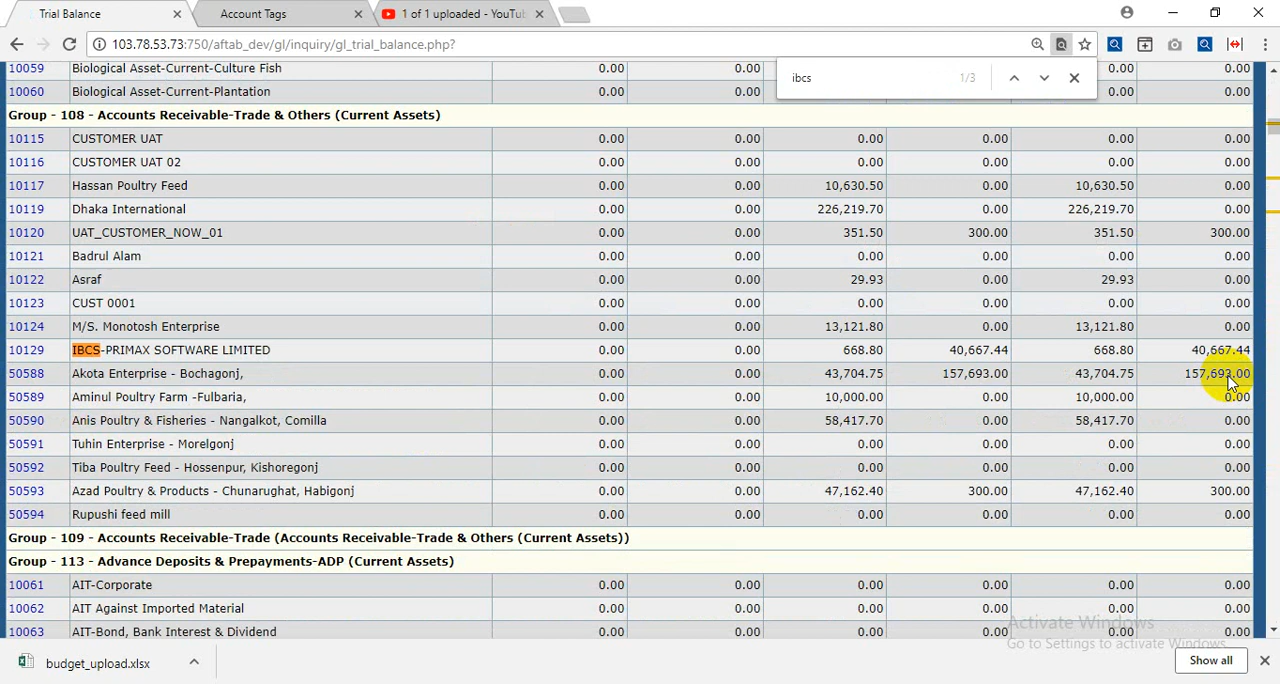 Trial Balance
Account Tags
1 of 1 uploaded - YouTub
103.78.53.73:750/aftab_dev/gl/inquiry/gl_trial_balance.php?
ibcs 1/3
10059 Biological Asset-Current-Culture Fish 0.00 0.00 0.00
10060 Biological Asset-Current-Plantation 0.00 0.00 0.00 0.00 0.00 0.00
Group - 108 - Accounts Receivable-Trade & Others (Current Assets)
10115 CUSTOMER UAT 0.00 0.00 0.00 0.00 0.00 0.00
10116 CUSTOMER UAT 02 0.00 0.00 0.00 0.00 0.00 0.00
10117 Hassan Poultry Feed 0.00 0.00 10,630.50 0.00 10,630.50 0.00
10119 Dhaka International 0.00 0.00 226,219.70 0.00 226,219.70 0.00
10120 UAT_CUSTOMER_NOW_01 0.00 0.00 351.50 300.00 351.50 300.00
10121 Badrul Alam 0.00 0.00 0.00 0.00 0.00 0.00
10122 Asraf 0.00 0.00 29.93 0.00 29.93 0.00
10123 CUST 0001 0.00 0.00 0.00 0.00 0.00 0.00
10124 M/S. Monotosh Enterprise 0.00 0.00 13,121.80 0.00 13,121.80 0.00
10129 IBCS-PRIMAX SOFTWARE LIMITED 0.00 0.00 668.80 40,667.44 668.80 40,667.44
50588 Akota Enterprise - Bochagonj, 0.00 0.00 43,704.75 157,693.00 43,704.75 157,693.00
50589 Aminul Poultry Farm -Fulbaria, 0.00 0.00 10,000.00 0.00 10,000.00 0.00
50590 Anis Poultry & Fisheries - Nangalkot, Comilla 0.00 0.00 58,417.70 0.00 58,417.70 0.00
50591 Tuhin Enterprise - Morelgonj 0.00 0.00 0.00 0.00 0.00 0.00
50592 Tiba Poultry Feed - Hossenpur, Kishoregonj 0.00 0.00 0.00 0.00 0.00 0.00
50593 Azad Poultry & Products - Chunarughat, Habigonj 0.00 0.00 47,162.40 300.00 47,162.40 300.00
50594 Rupushi feed mill 0.00 0.00 0.00 0.00 0.00 0.00
Group - 109 - Accounts Receivable-Trade (Accounts Receivable-Trade & Others (Current Assets))
Group - 113 - Advance Deposits & Prepayments-ADP (Current Assets)
10061 AIT-Corporate 0.00 0.00 0.00 0.00 0.00 0.00
10062 AIT Against Imported Material 0.00 0.00 0.00 0.00 0.00 0.00
10063 AIT-Bond, Bank Interest & Dividend 0.00 0.00 0.00 0.00 0.00 0.00
Activate Windows
Go to Settings to activate Windows.
budget_upload.xlsx
Show all